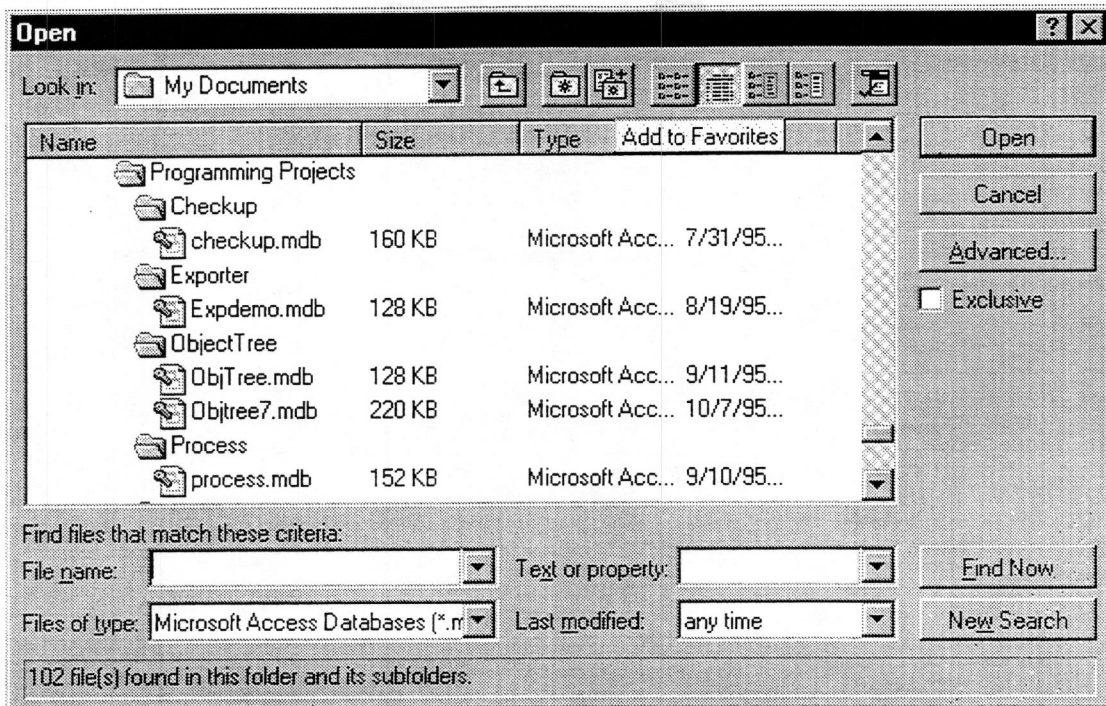 Open
Look in: My Documents
Name Size Type Add to Favorites
Programming Projects
Checkup
checkup.mdb 160 KB Microsoft Acc... 7/31/95...
Exporter
Expdemo.mdb 128 KB Microsoft Acc... 8/19/95...
ObjectTree
ObjTree.mdb 128 KB Microsoft Acc... 9/11/95...
Objtree7.mdb 220 KB Microsoft Acc... 10/7/95...
Process
process.mdb 152 KB Microsoft Acc... 9/10/95...
Open
Cancel
Advanced...
Exclusive
Find files that match these criteria:
File name: Text or property: Find Now
Files of type: Microsoft Access Databases (*.m Last modified: any time New Search
102 file(s) found in this folder and its subfolders.